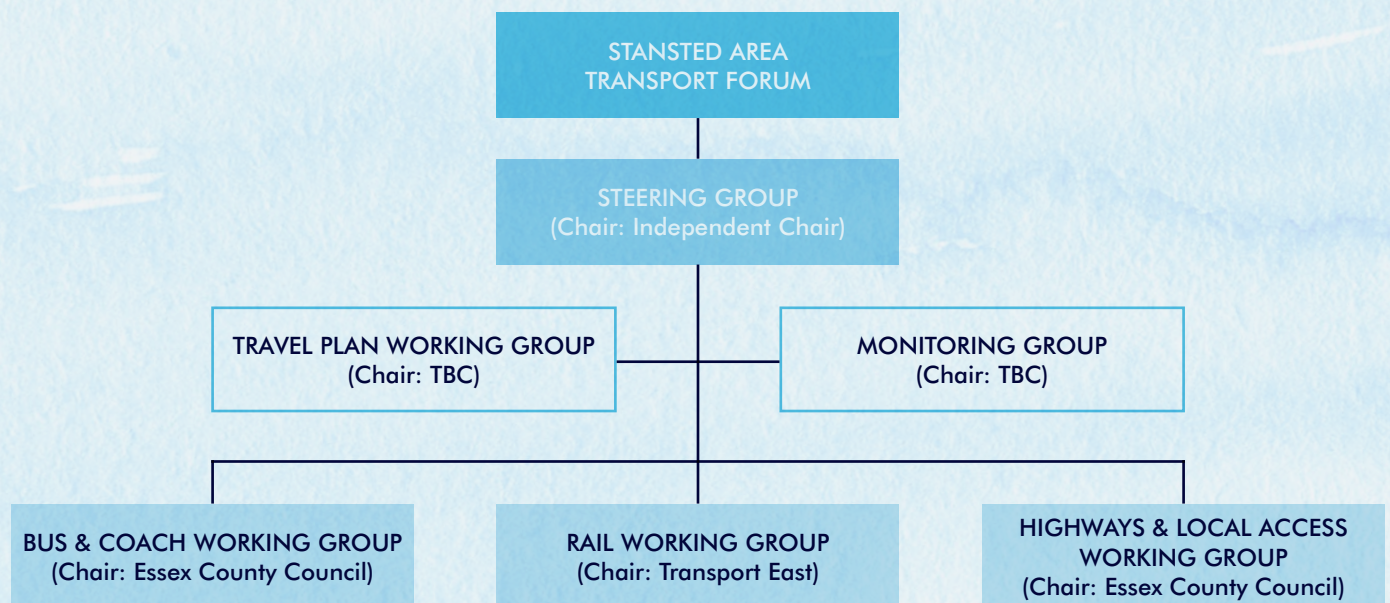 STANSTED AREA
TRANSPORT FORUM
STEERING GROUP
(Chair: Independent Chair)
TRAVEL PLAN WORKING GROUP
(Chair: TBC)
MONITORING GROUP
(Chair: TBC)
BUS & COACH WORKING GROUP
(Chair: Essex County Council)
RAIL WORKING GROUP
(Chair: Transport East)
HIGHWAYS & LOCAL ACCESS
WORKING GROUP
(Chair: Essex County Council)